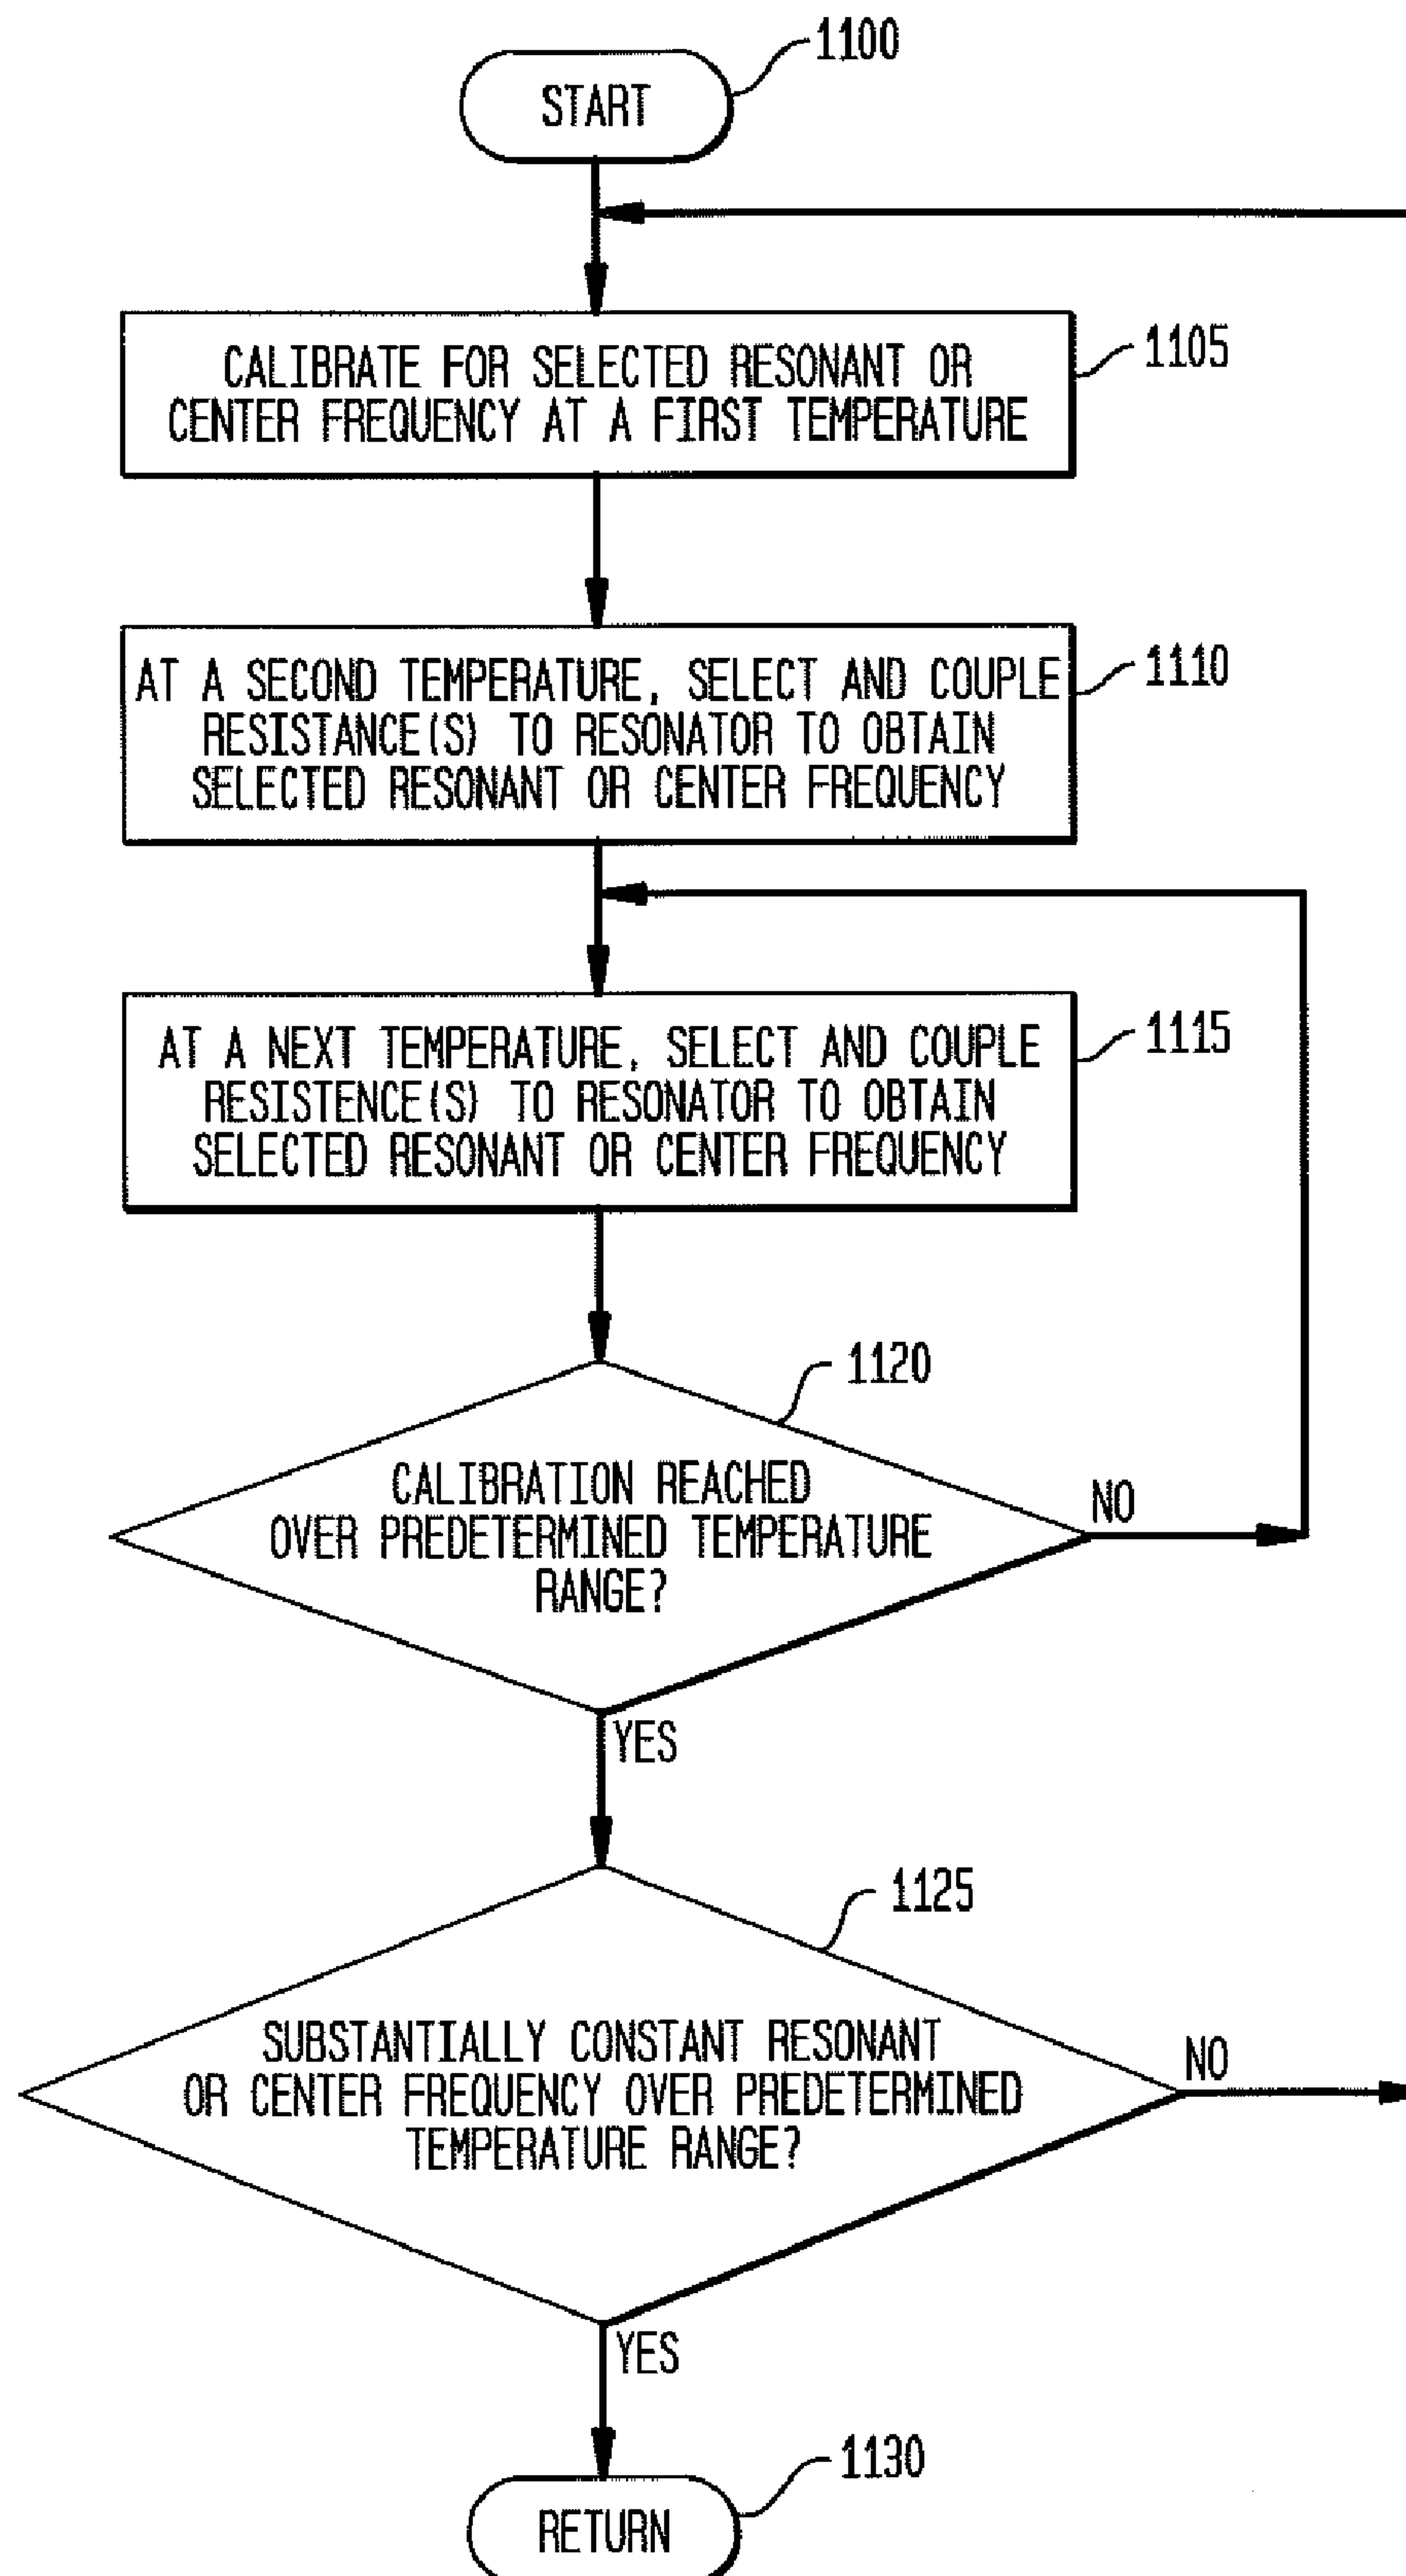 1100
START
1105
CALIBRATE FOR SELECTED RESONANT OR
CENTER FREQUENCY AT A FIRST TEMPERATURE
1110
AT A SECOND TEMPERATURE, SELECT AND COUPLE
RESISTANCE(S) TO RESONATOR TO OBTAIN
SELECTED RESONANT OR CENTER FREQUENCY
1115
AT A NEXT TEMPERATURE, SELECT AND COUPLE
RESISTENCE(S) TO RESONATOR TO OBTAIN
SELECTED RESONANT OR CENTER FREQUENCY
1120
CALIBRATION REACHED
OVER PREDETERMINED TEMPERATURE
RANGE?
NO
YES
1125
SUBSTANTIALLY CONSTANT RESONANT
OR CENTER FREQUENCY OVER PREDETERMINED
TEMPERATURE RANGE?
NO
YES
1130
RETURN